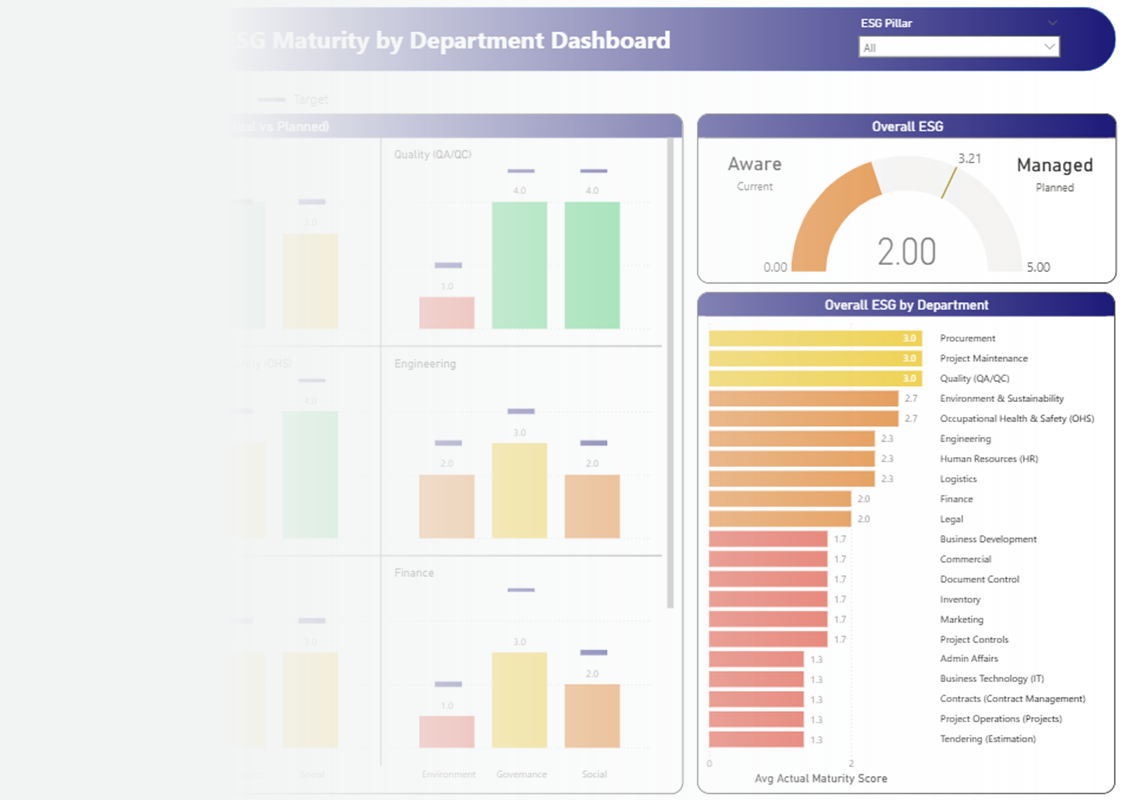 ESG Maturity by Department Dashboard
ESG Pillar
All
Target
vs Planned)
Quality (QA/QC)
3.0
1.0
4.0
4.0
(OHS)
Engineering
4.0
2.0
3.0
2.0
Finance
3.0
1.0
3.0
2.0
Social
Environment
Governance
Social
Overall ESG
Aware
Current
3.21
Managed
Planned
2.00
0.00
5.00
Overall ESG by Department
3.0 Procurement
3.0 Project Maintenance
3.0 Quality (QA/QC)
2.7 Environment & Sustainability
2.7 Occupational Health & Safety (OHS)
2.3 Engineering
2.3 Human Resources (HR)
2.3 Logistics
2.0 Finance
2.0 Legal
1.7 Business Development
1.7 Commercial
1.7 Document Control
1.7 Inventory
1.7 Marketing
1.7 Project Controls
1.3 Admin Affairs
1.3 Business Technology (IT)
1.3 Contracts (Contract Management)
1.3 Project Operations (Projects)
1.3 Tendering (Estimation)
0
2
Avg Actual Maturity Score